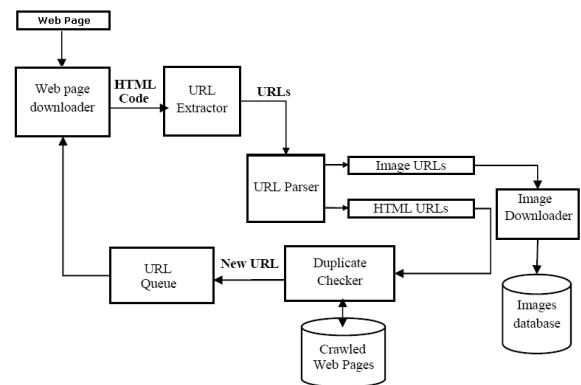 Web Page
Web page
downloader
HTML
Code
URL
Extractor
URLs
URL Parser
Image URLs
HTML URLs
Image
Downloader
Images
database
Duplicate
Checker
Crawled
Web Pages
New URL
URL
Queue